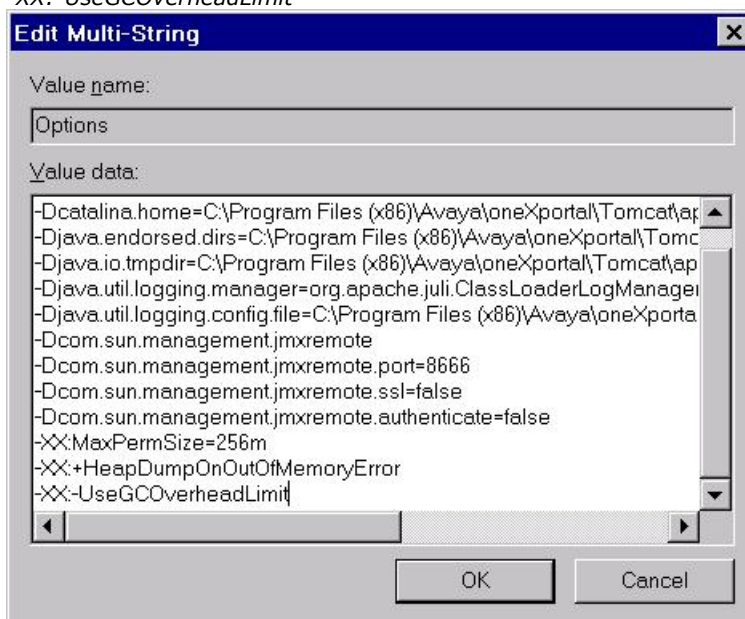 -XX:-UseGCOverheadLimit
Edit Multi-String
Value name:
Options
Value data:
-Dcatalina.home=C:\Program Files (x86)\Avaya\oneXportal\Tomcat\ap
-Djava.endorsed.dirs=C:\Program Files (x86)\Avaya\oneXportal\Tomc
-Djava.io.tmpdir=C:\Program Files (x86)\Avaya\oneXportal\Tomcat\ap
-Djava.util.logging.manager=org.apache.juli.ClassLoaderLogManager
-Djava.util.logging.config.file=C:\Program Files (x86)\Avaya\oneXporta
-Dcom.sun.management.jmxremote
-Dcom.sun.management.jmxremote.port=8666
-Dcom.sun.management.jmxremote.ssl=false
-Dcom.sun.management.jmxremote.authenticate=false
-XX:MaxPermSize=256m
-XX:+HeapDumpOnOutOfMemoryError
-XX:-UseGCOverheadLimit
OK Cancel